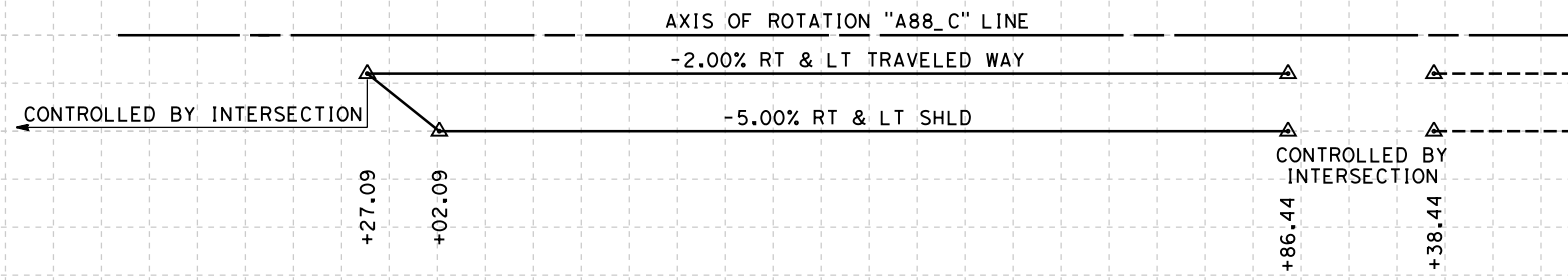 AXIS OF ROTATION "A88_C" LINE
-2.00% RT & LT TRAVELED WAY
CONTROLLED BY INTERSECTION
-5.00% RT & LT SHLD
CONTROLLED BY
INTERSECTION
+27.09
+02.09
+86.44
+38.44